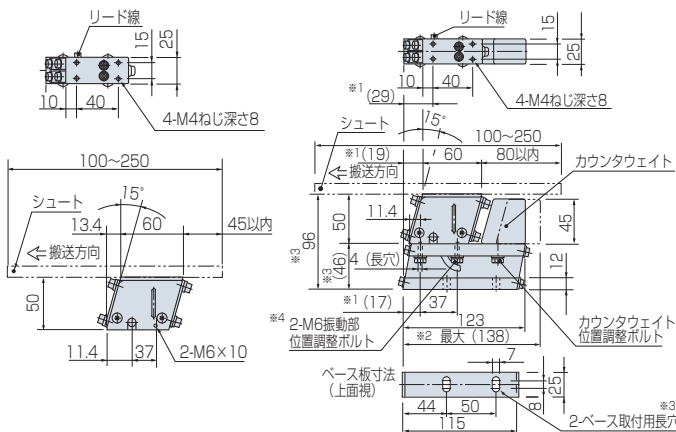 リード線
15
25
10
40
4-M4ねじ深さ8
100~250
シュート
15°
13.4
60
45以内
搬送方向
50
11.4
37
2-M6×10
リード線
15
25
10
40
※1
(29)
4-M4ねじ深さ8
シュート
15°
100~250
※1(19)
60
80以内
カウンタウェイト
搬送方向
11.4
50
45
※3
96
※3
(46)
4(長穴)
12
※1(17)
37
※4
2-M6振動部
位置調整ボルト
123
カウンタウェイト
位置調整ボルト
※2 最大(138)
7
ベース板寸法
(上面視)
44
50
8
25
115
※3
2-ベース取付用長穴